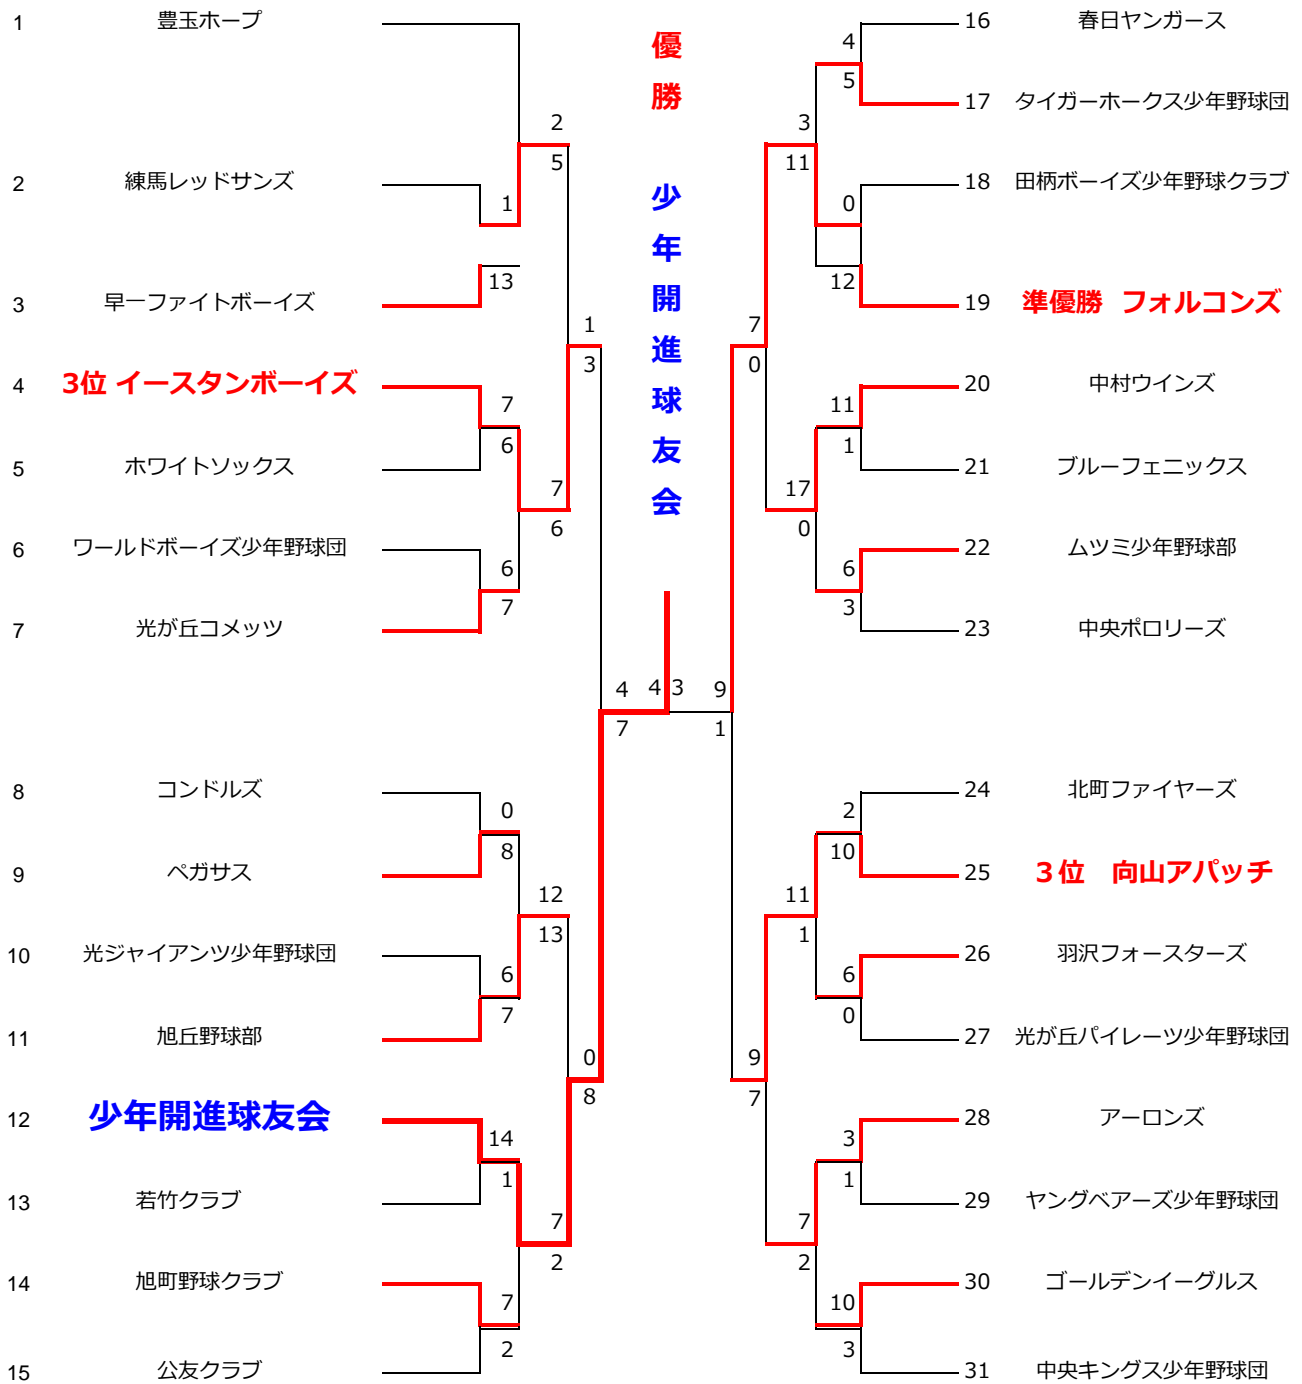 優勝 少年開進球友会
1 豊玉ホープ
2 練馬レッドサンズ
3 早一ファイトボーイズ
4 3位 イースタンボーイズ
5 ホワイトソックス
6 ワールドボーイズ少年野球団
7 光が丘コメッツ
8 コンドルズ
9 ペガサス
10 光ジャイアンツ少年野球団
11 旭丘野球部
12 少年開進球友会
13 若竹クラブ
14 旭町野球クラブ
15 公友クラブ
1
13
7
6
6
7
0
8
6
7
14
1
7
2
2
5
7
6
12
13
7
2
1
3
0
8
4
7
4 3
9
1
7
0
9
7
3
11
17
0
11
1
7
2
4
5
0
12
11
1
6
3
2
10
6
0
3
1
10
3
16 春日ヤンガース
17 タイガーホークス少年野球団
18 田柄ボーイズ少年野球クラブ
19 準優勝 フォルコンズ
20 中村ウインズ
21 ブルーフェニックス
22 ムツミ少年野球部
23 中央ポロリーズ
24 北町ファイヤーズ
25 3位 向山アパッチ
26 羽沢フォースターズ
27 光が丘パイレーツ少年野球団
28 アーロンズ
29 ヤングベアーズ少年野球団
30 ゴールデンイーグルス
31 中央キングス少年野球団